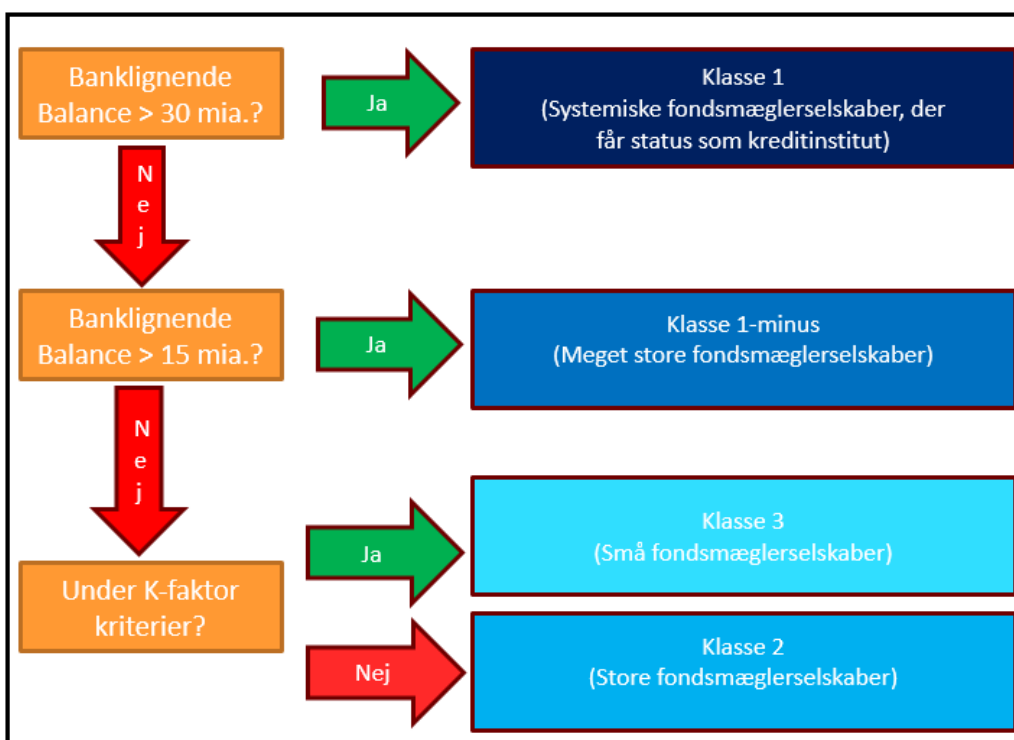 Banklignende
Balance > 30 mia.?
Ja
Klasse 1
(Systemiske fondsmæglerselskaber, der
får status som kreditinstitut)
Nej
Banklignende
Balance > 15 mia.?
Ja
Klasse 1-minus
(Meget store fondsmæglerselskaber)
Nej
Under K-faktor
kriterier?
Ja
Klasse 3
(Små fondsmæglerselskaber)
Nej
Klasse 2
(Store fondsmæglerselskaber)